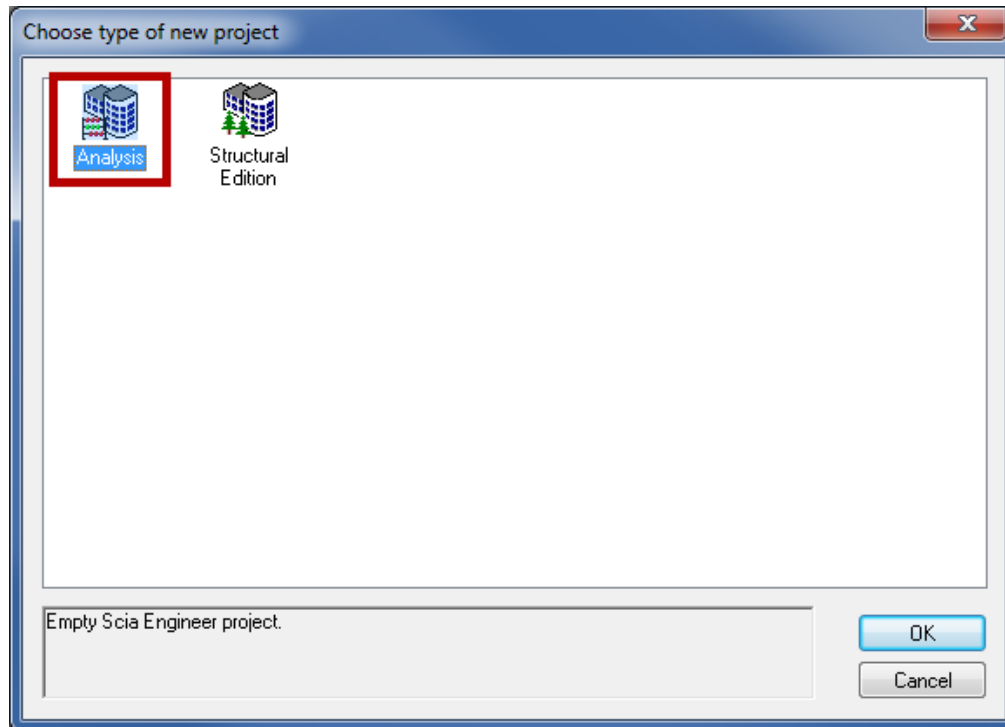 Choose type of new project
Analysis
Structural
Edition
Empty Scia Engineer project.
OK
Cancel